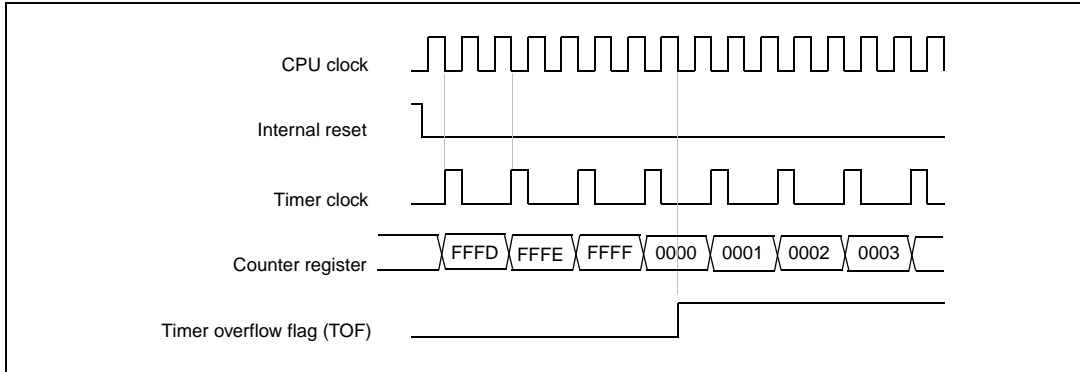 CPU clock
Internal reset
Timer clock
Counter register FFFD FFFE FFFF 0000 0001 0002 0003
Timer overflow flag (TOF)